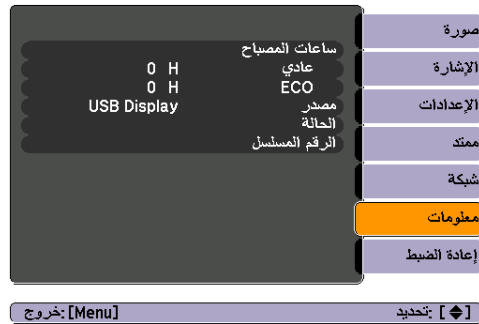 صورة
الإشارة
الإعدادات
ممتد
شبكة
معلومات
إعادة الضبط
ساعات المصباح
عادي 0 H
ECO 0 H
مصدر USB Display
الحالة
الرقم المسلسل
[◆] :تحديد
[Menu] :خروج